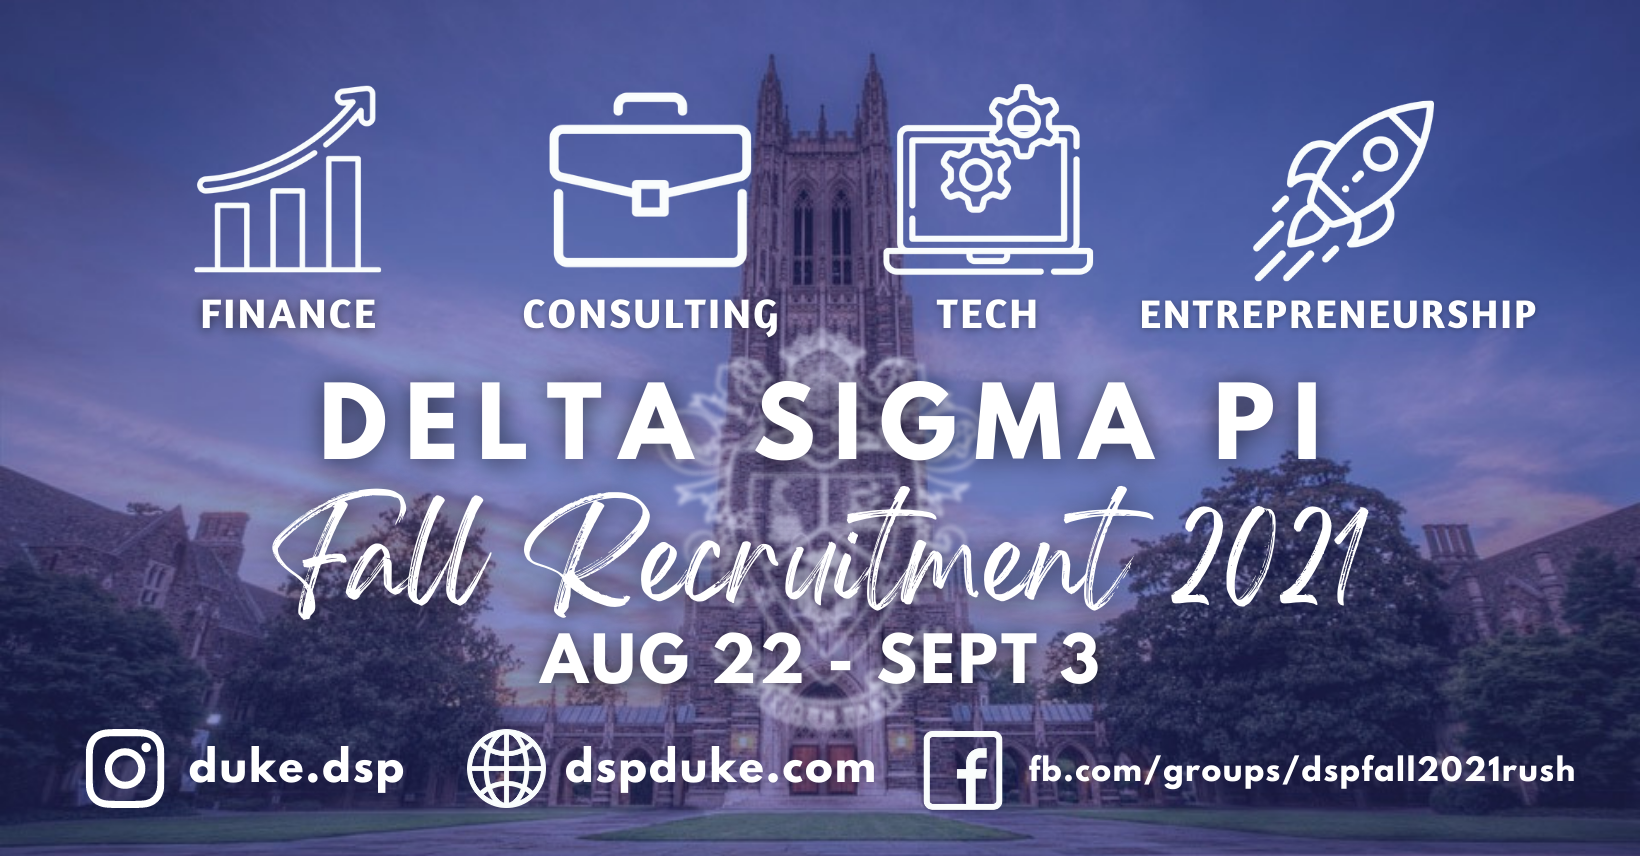 FINANCE CONSULTING TECH ENTREPRENEURSHIP
DELTA SIGMA PI
Fall Recruitment 2021
AUG 22 - SEPT 3
duke.dsp dspduke.com fb.com/groups/dspfall2021rush